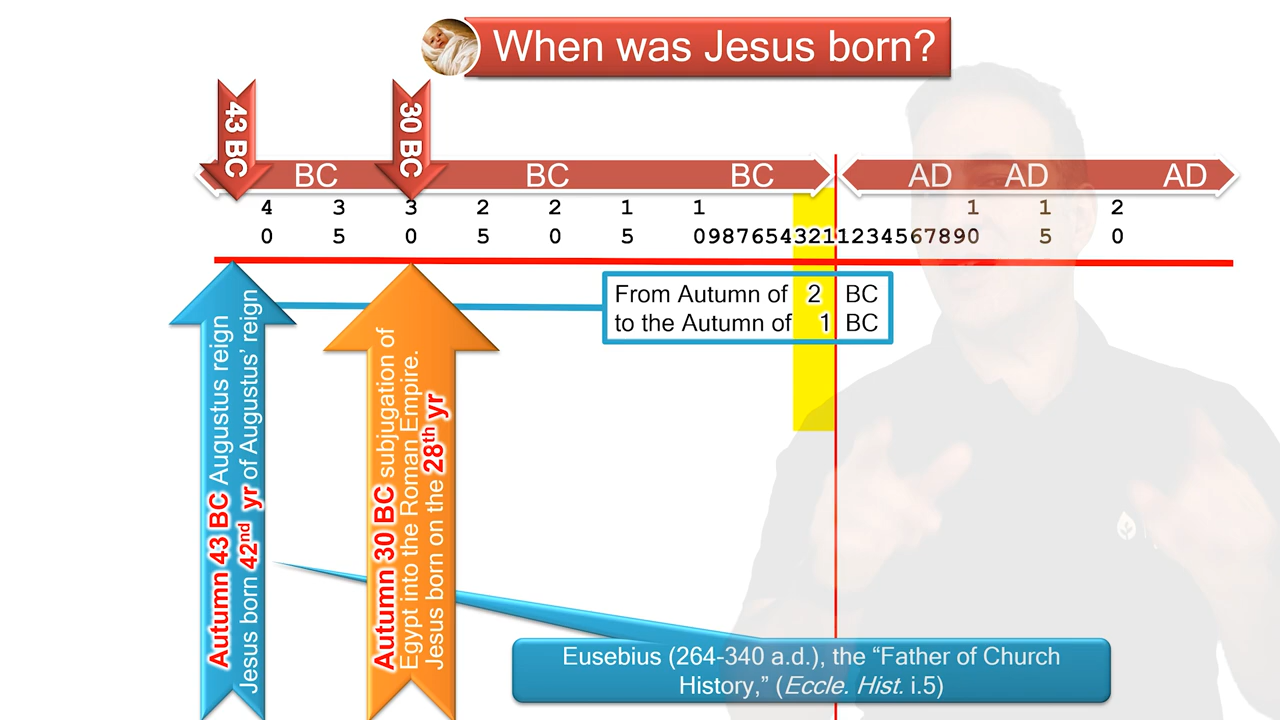 When was Jesus born?
43 BC
30 BC
BC BC BC AD AD AD
4 3 3 2 2 1 1 1 1 2
0 5 0 5 0 5 09876543211234567890 5 0
From Autumn of 2 BC
to the Autumn of 1 BC
Autumn 43 BC Augustus reign
Jesus born 42nd yr of Augustus’ reign
Autumn 30 BC subjugation of
Egypt into the Roman Empire.
Jesus born on the 28th yr
Eusebius (264-340 a.d.), the “Father of Church
History,” (Eccle. Hist. i.5)